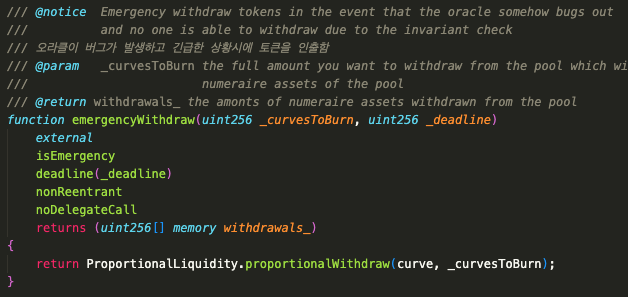 /// @notice  Emergency withdraw tokens in the event that the oracle somehow bugs out
///          and no one is able to withdraw due to the invariant check
/// 오라클이 버그가 발생하고 긴급한 상황시에 토큰을 인출함
/// @param   _curvesToBurn the full amount you want to withdraw from the pool which wi
///                        numeraire assets of the pool
/// @return withdrawals_ the amonts of numeraire assets withdrawn from the pool
function emergencyWithdraw(uint256 _curvesToBurn, uint256 _deadline)
    external
    isEmergency
    deadline(_deadline)
    nonReentrant
    noDelegateCall
    returns (uint256[] memory withdrawals_)
{
    return ProportionalLiquidity.proportionalWithdraw(curve, _curvesToBurn);
}